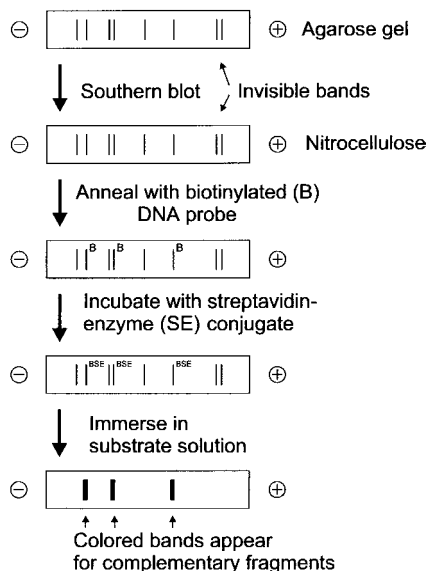 ⊖ ⊕ Agarose gel
Southern blot Invisible bands
⊖ ⊕ Nitrocellulose
Anneal with biotinylated (B)
DNA probe
B B B
⊖ ⊕
Incubate with streptavidin-
enzyme (SE) conjugate
BSE BSE BSE
⊖ ⊕
Immerse in
substrate solution
⊖ ⊕
Colored bands appear
for complementary fragments